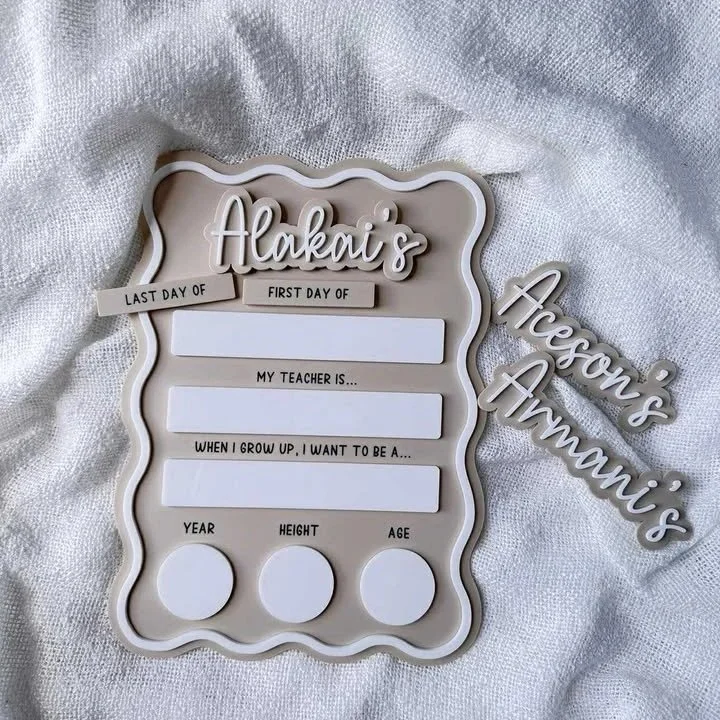 Alakai's
LAST DAY OF
FIRST DAY OF
MY TEACHER IS...
WHEN I GROW UP, I WANT TO BE A...
YEAR HEIGHT AGE
Aceson's
Armani's